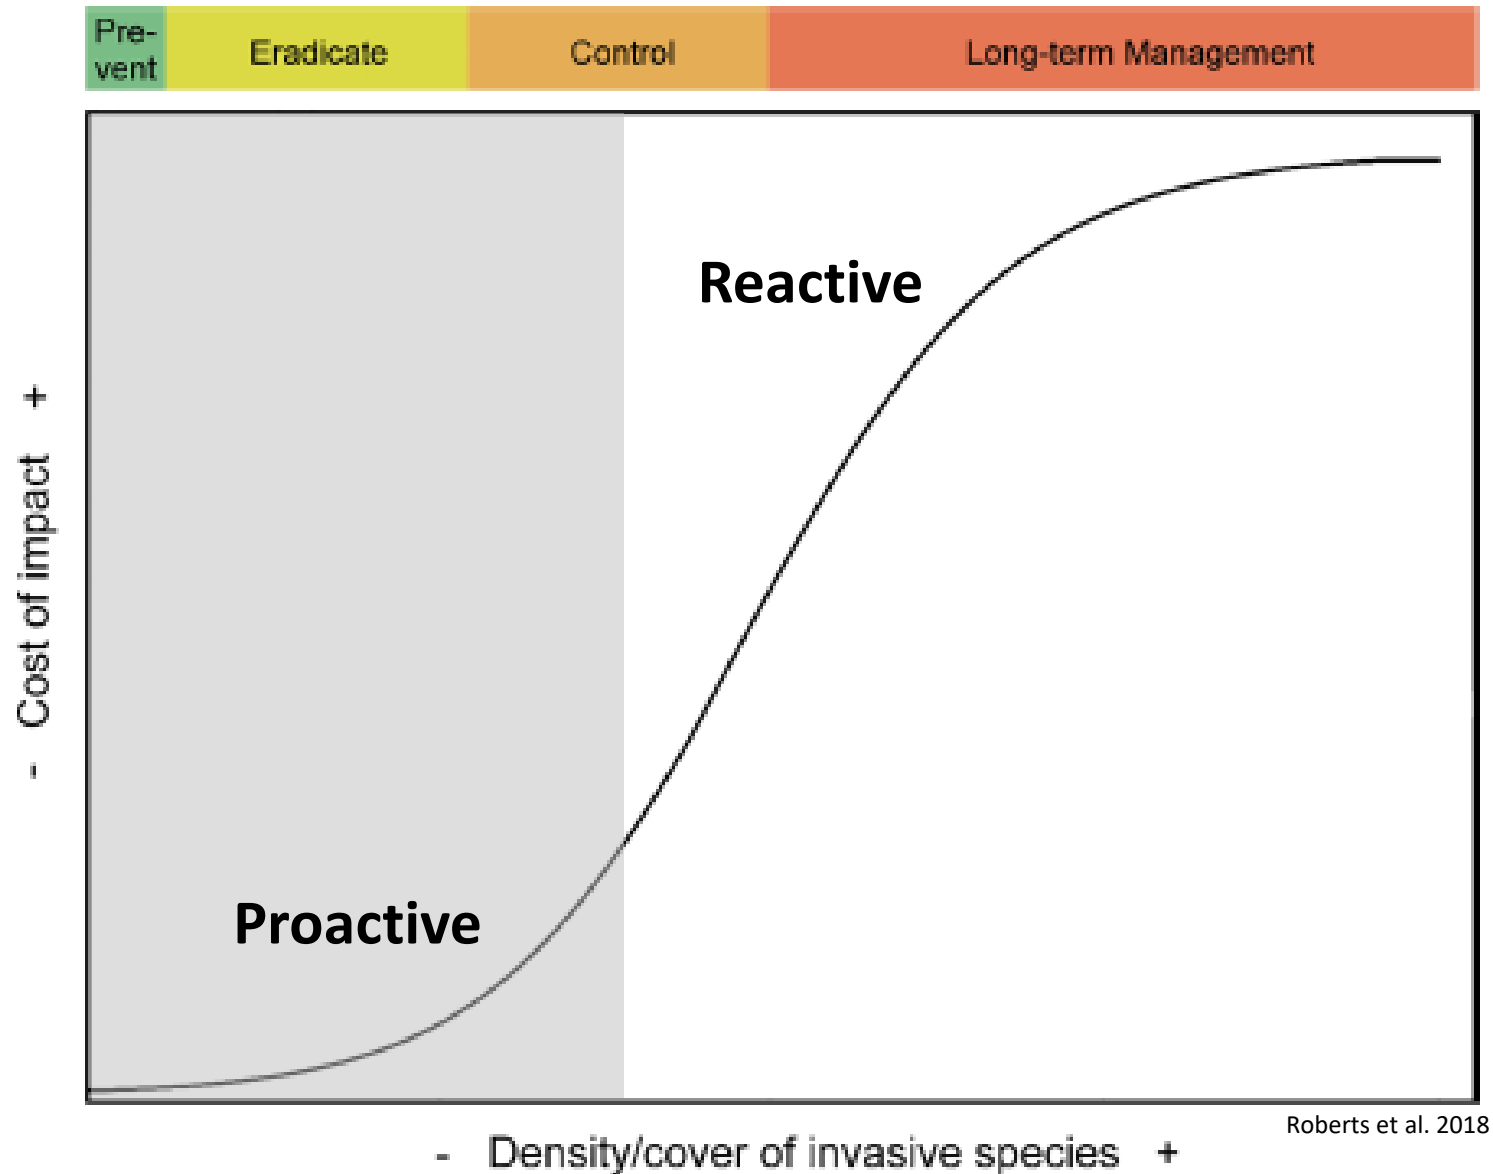 Pre-
vent
Eradicate
Control
Long-term Management
Reactive
Proactive
- Cost of impact +
Roberts et al. 2018
- Density/cover of invasive species +